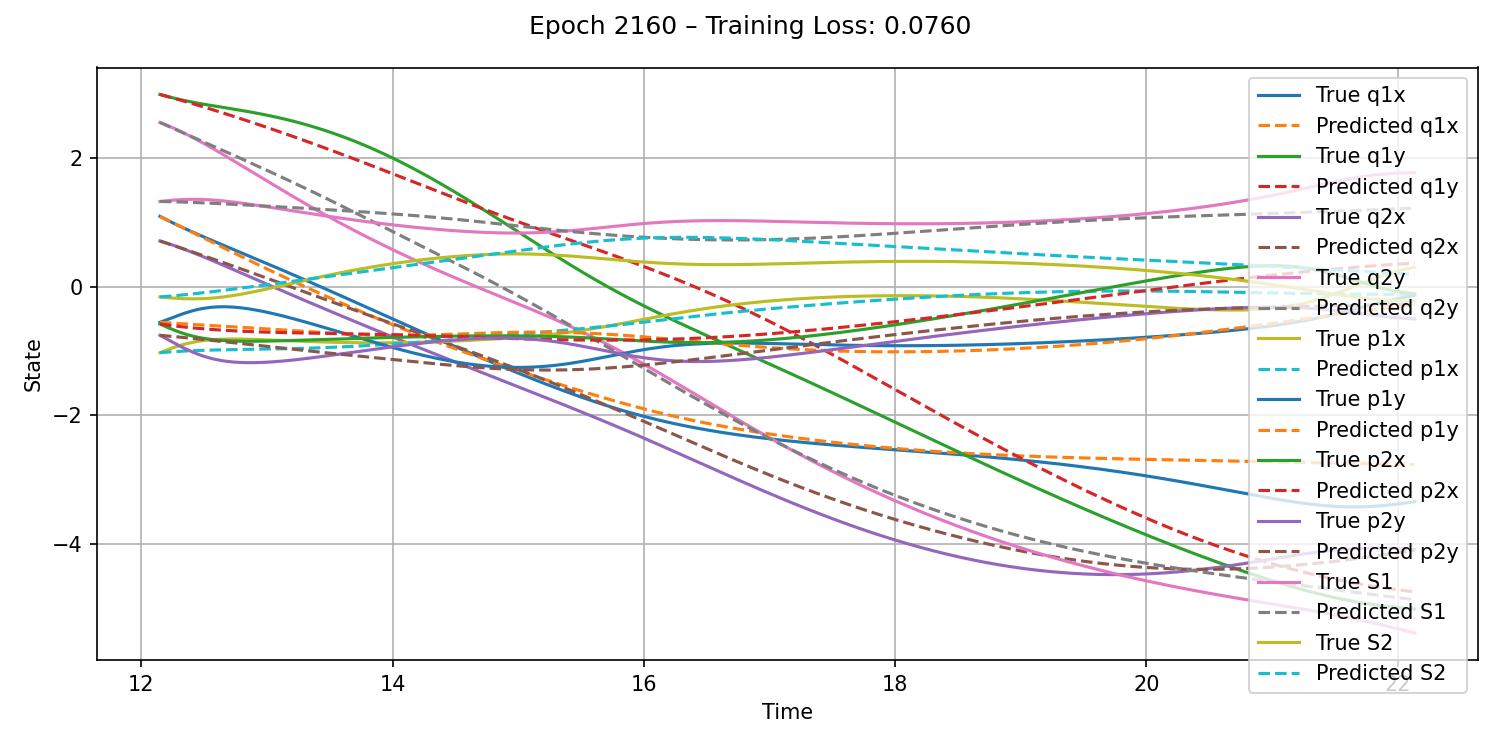 Epoch 2160 – Training Loss: 0.0760
State
2
0
−2
−4
12
14
16
18
20
22
Time
True q1x
Predicted q1x
True q1y
Predicted q1y
True q2x
Predicted q2x
True q2y
Predicted q2y
True p1x
Predicted p1x
True p1y
Predicted p1y
True p2x
Predicted p2x
True p2y
Predicted p2y
True S1
Predicted S1
True S2
Predicted S2